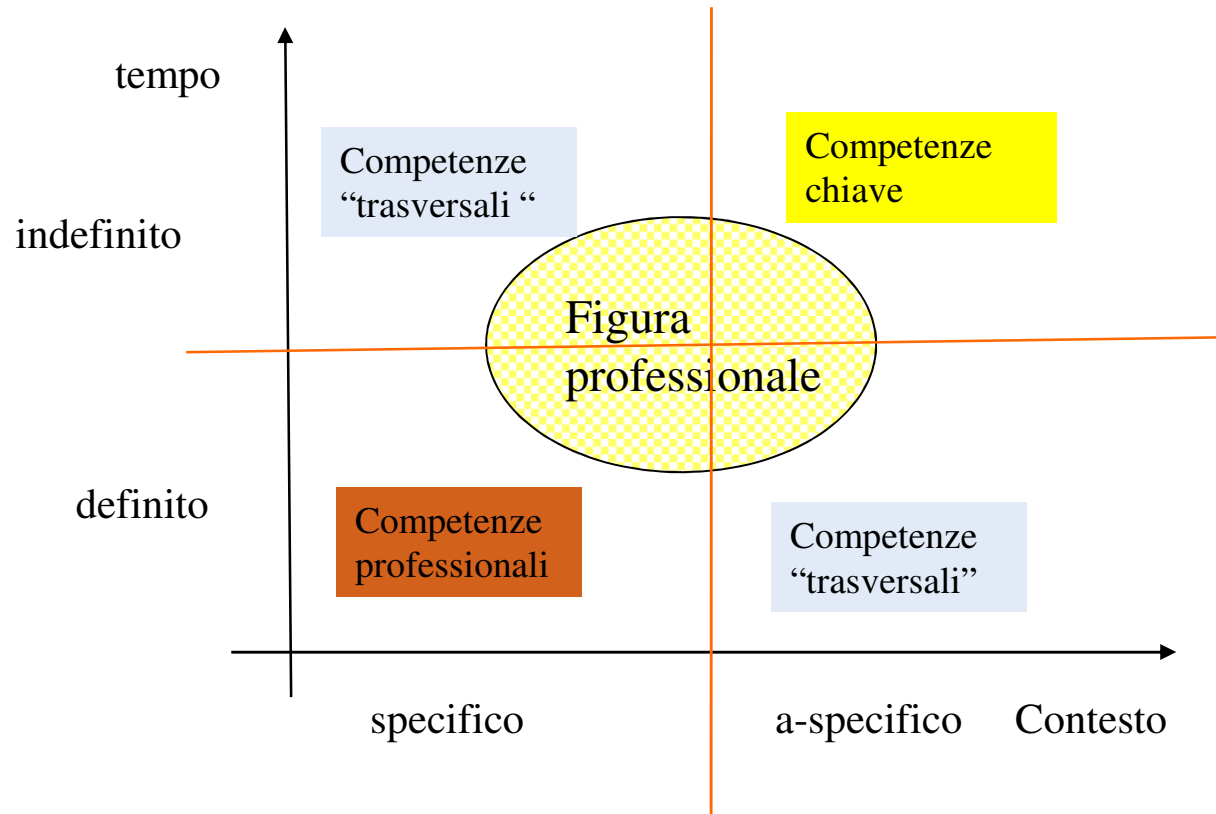 tempo
Competenze
“trasversali “
Competenze
chiave
indefinito
Figura
professionale
definito
Competenze
professionali
Competenze
“trasversali”
specifico
a-specifico
Contesto